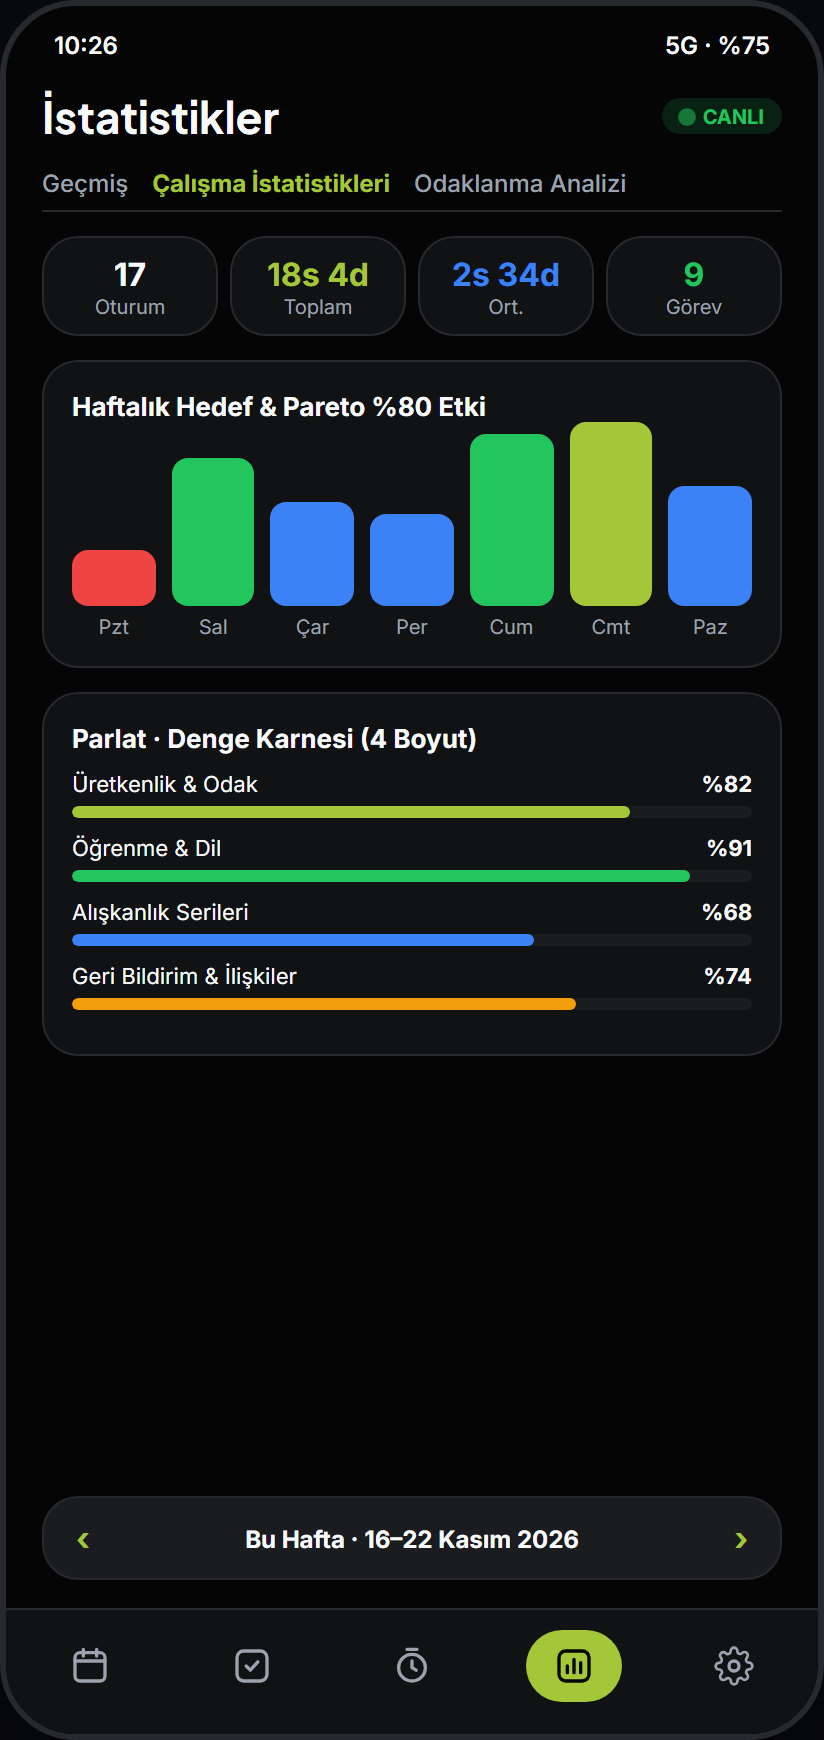 10:26 5G · %75
İstatistikler CANLI
Geçmiş Çalışma İstatistikleri Odaklanma Analizi
17 18s 4d 2s 34d 9
Oturum Toplam Ort. Görev
Haftalık Hedef & Pareto %80 Etki
Pzt Sal Çar Per Cum Cmt Paz
Parlat · Denge Karnesi (4 Boyut)
Üretkenlik & Odak %82
Öğrenme & Dil %91
Alışkanlık Serileri %68
Geri Bildirim & İlişkiler %74
‹ Bu Hafta · 16–22 Kasım 2026 ›